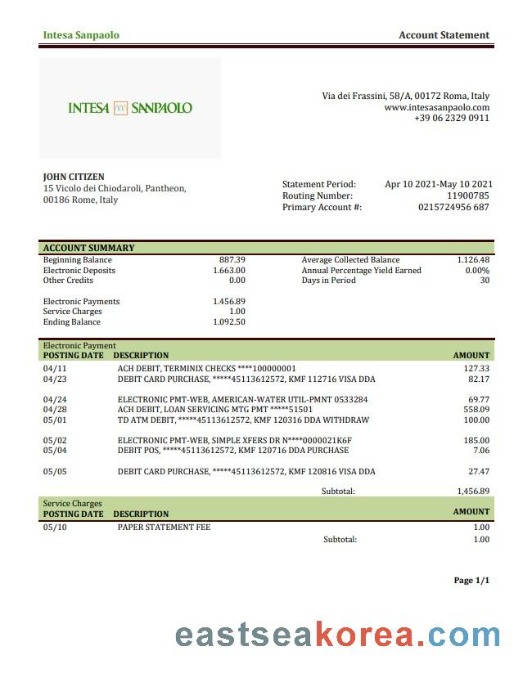 Intesa Sanpaolo Account Statement
INTESA SANPAOLO
Via dei Frassini, 58/A, 00172 Roma, Italy
www.intesasanpaolo.com
+39 06 2329 0911
JOHN CITIZEN
15 Vicolo dei Chiodaroli, Pantheon,
00186 Rome, Italy
Statement Period: Apr 10 2021-May 10 2021
Routing Number: 11900785
Primary Account #: 0215724956 687
ACCOUNT SUMMARY
Beginning Balance 887.39 Average Collected Balance 1.126.48
Electronic Deposits 1.663.00 Annual Percentage Yield Earned 0.00%
Other Credits 0.00 Days in Period 30
Electronic Payments 1.456.89
Service Charges 1.00
Ending Balance 1.092.50
Electronic Payment
POSTING DATE DESCRIPTION AMOUNT
04/11 ACH DEBIT, TERMINIX CHECKS ****100000001 127.33
04/23 DEBIT CARD PURCHASE, *****45113612572, KMF 112716 VISA DDA 82.17
04/24 ELECTRONIC PMT-WEB, AMERICAN-WATER UTIL-PMNT 0533284 69.77
04/28 ACH DEBIT, LOAN SERVICING MTG PMT *****51501 558.09
05/01 TD ATM DEBIT, *****45113612572, KMF 120316 DDA WITHDRAW 100.00
05/02 ELECTRONIC PMT-WEB, SIMPLE XFERS DR N****0000021K6F 185.00
05/04 DEBIT POS, *****45113612572, KMF 120716 DDA PURCHASE 7.06
05/05 DEBIT CARD PURCHASE, *****45113612572, KMF 120816 VISA DDA 27.47
Subtotal: 1,456.89
Service Charges
POSTING DATE DESCRIPTION AMOUNT
05/10 PAPER STATEMENT FEE 1.00
Subtotal: 1.00
Page 1/1
eastseakorea.com